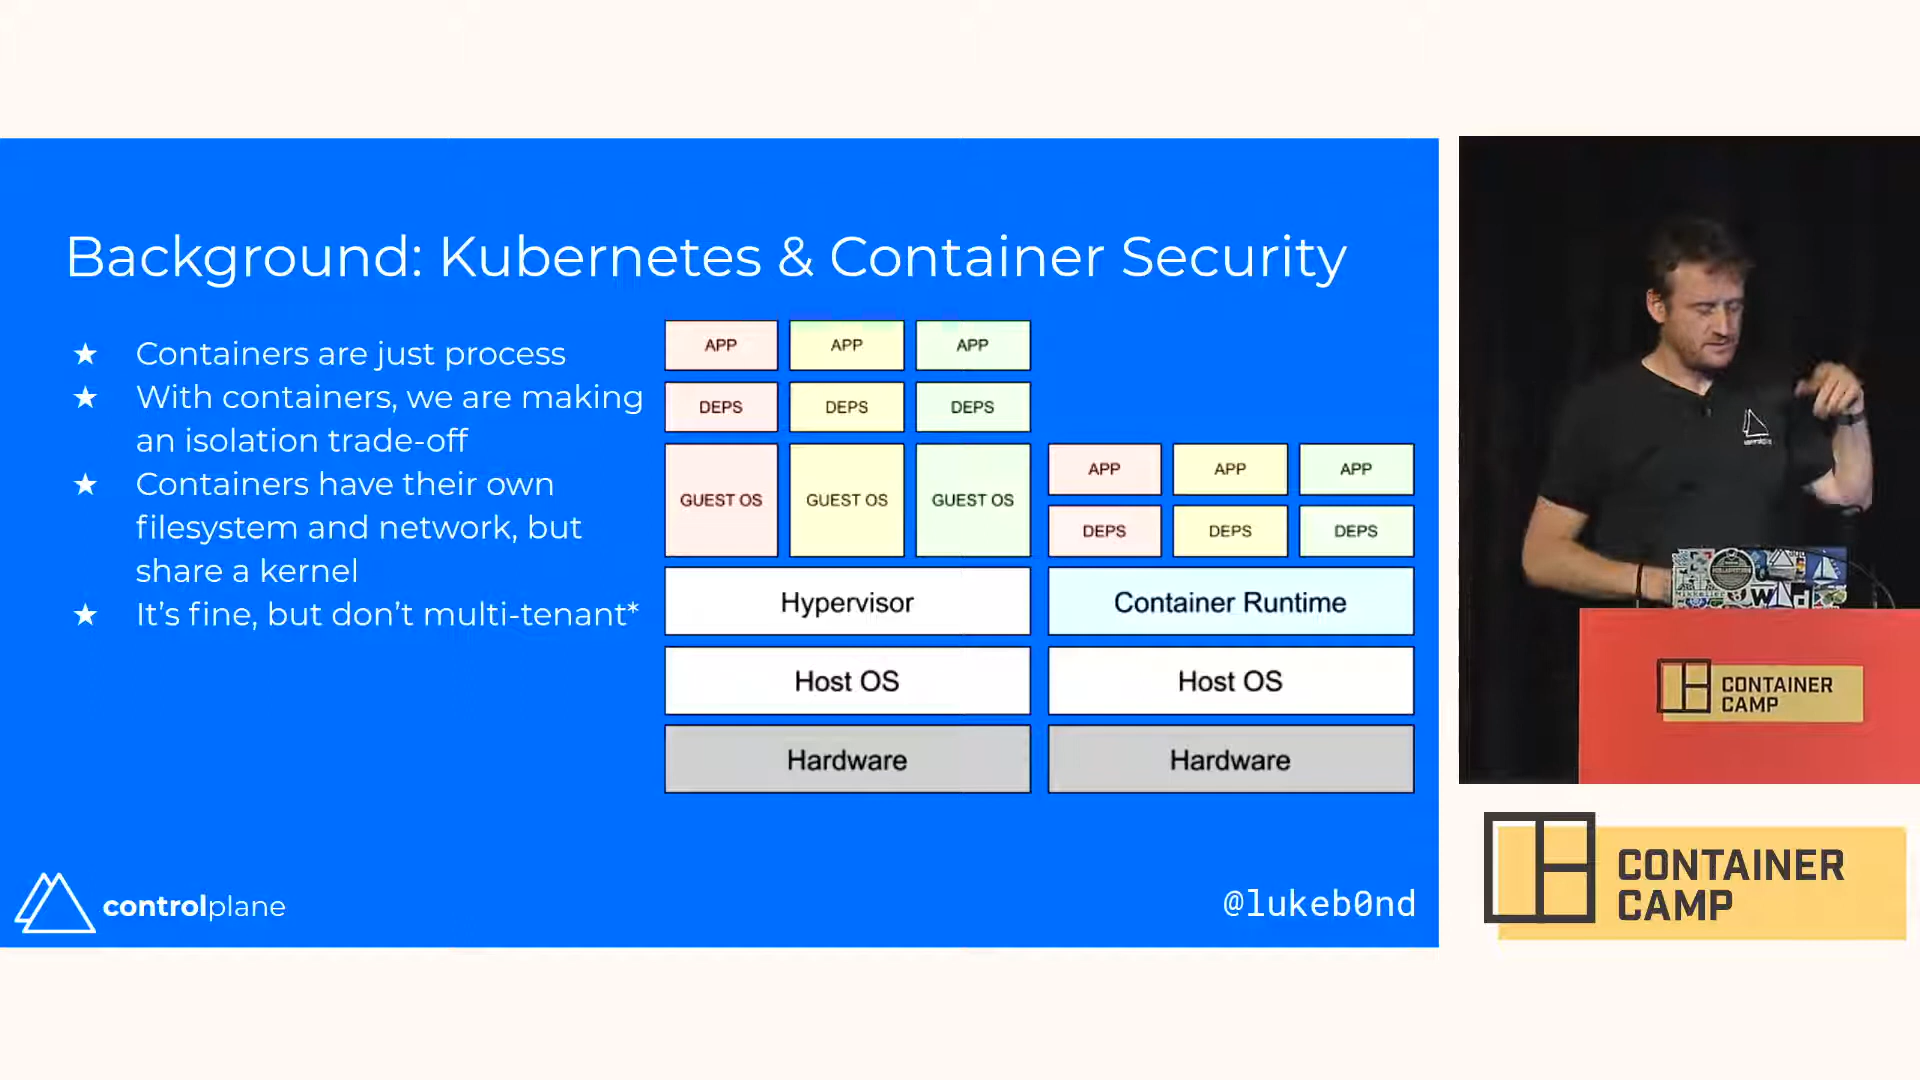 Background: Kubernetes & Container Security
★ Containers are just process
★ With containers, we are making
an isolation trade-off
★ Containers have their own
filesystem and network, but
share a kernel
★ It’s fine, but don’t multi-tenant*
APP APP APP
DEPS DEPS DEPS
GUEST OS GUEST OS GUEST OS
Hypervisor
Host OS
Hardware
APP APP APP
DEPS DEPS DEPS
Container Runtime
Host OS
Hardware
controlplane
@lukeb0nd
CONTAINER
CAMP
CONTAINER
CAMP